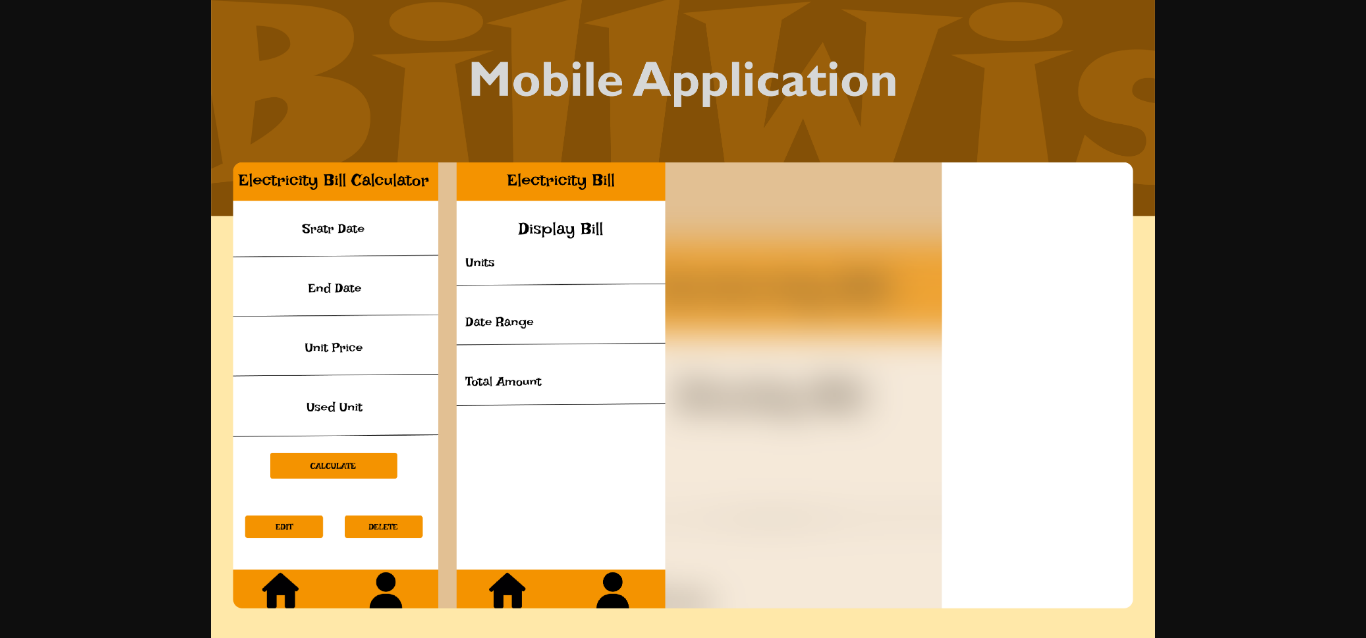 BillWis
Mobile Application
Electricity Bill Calculator
Sratr Date
End Date
Unit Price
Used Unit
CALCULATE
EDIT
DELETE
Electricity Bill
Display Bill
Units
Date Range
Total Amount